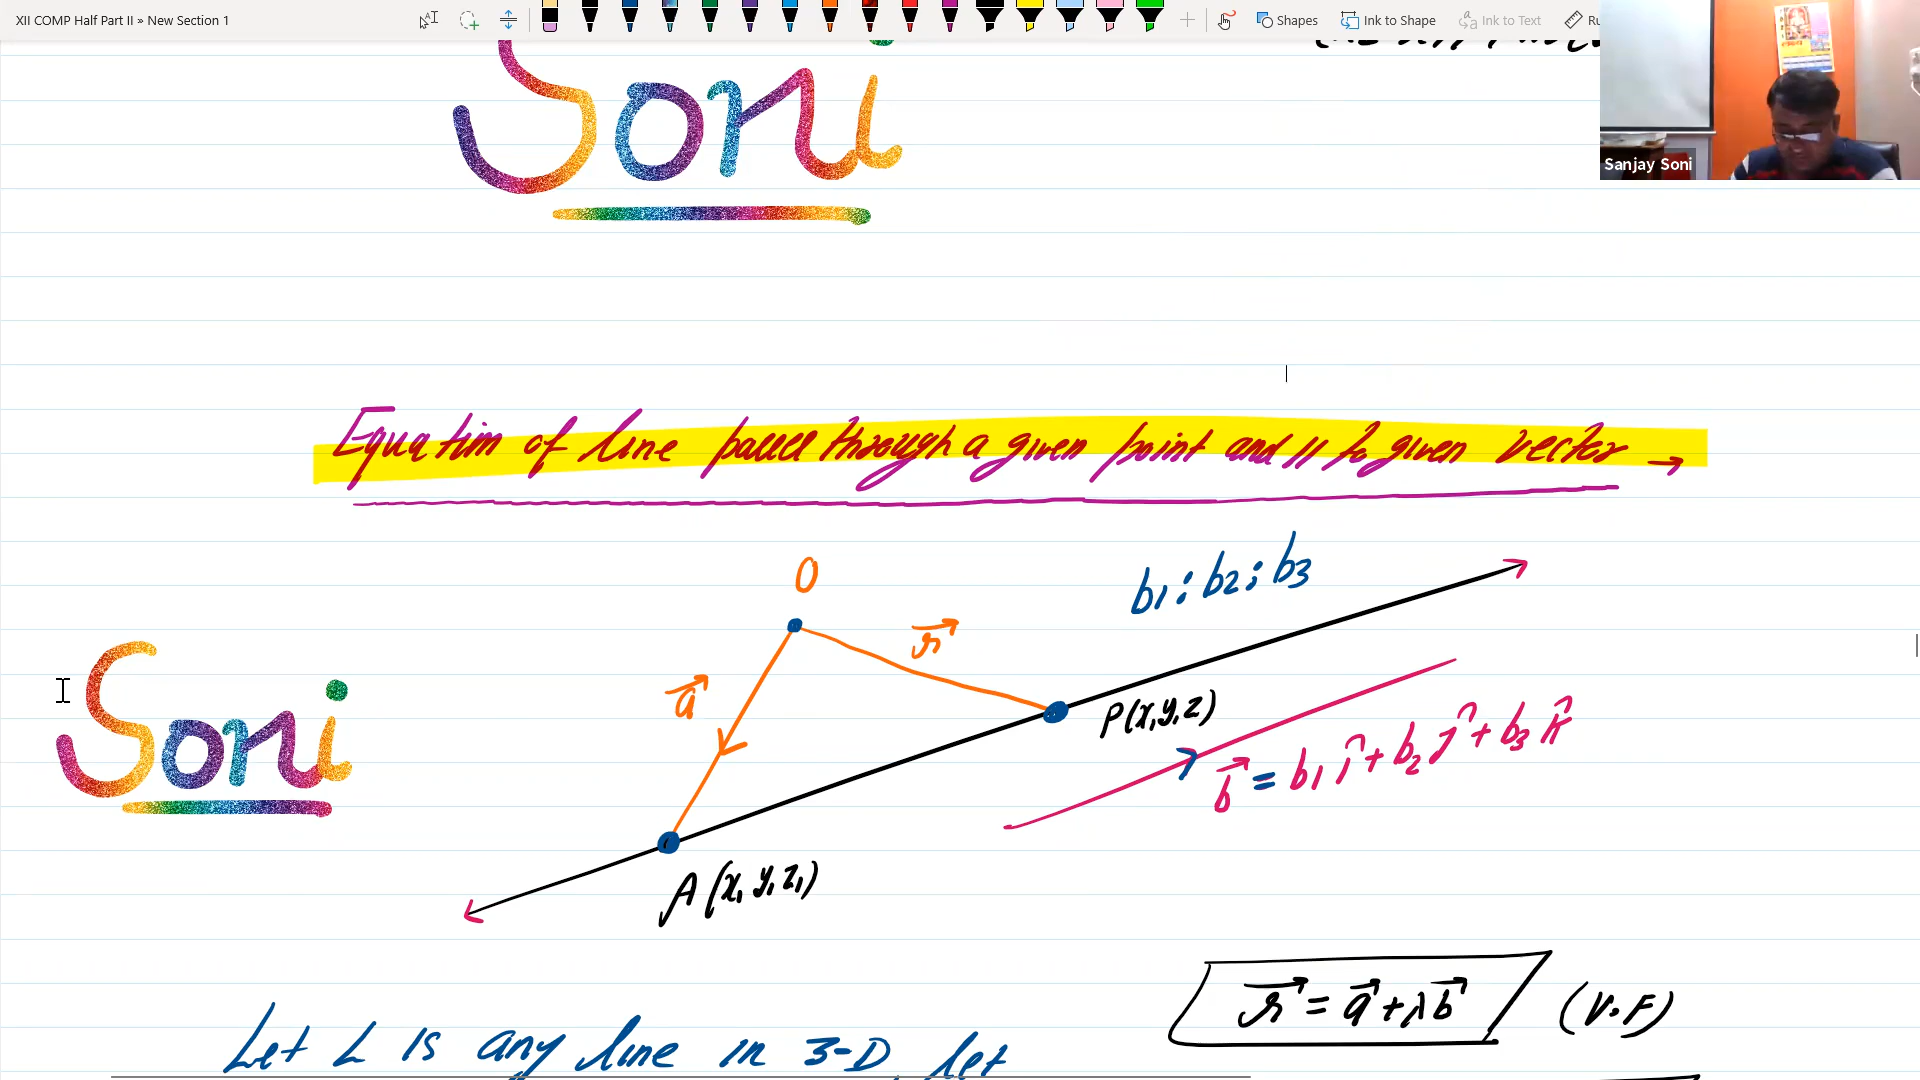 XII COMP Half Part II » New Section 1
Shapes
Ink to Shape
Ink to Text
Ru
Soni
Sanjay Soni
Equation of line passes through a given point and || to given vector →
O
b1 : b2 : b3
r⃗
a⃗
P(x,y,z)
b⃗ = b1 î + b2 ĵ + b3 k̂
Soni
A (x₁ y₁ z₁)
r⃗ = a⃗ + λb⃗ (V.F)
Let L is any line in 3-D, let